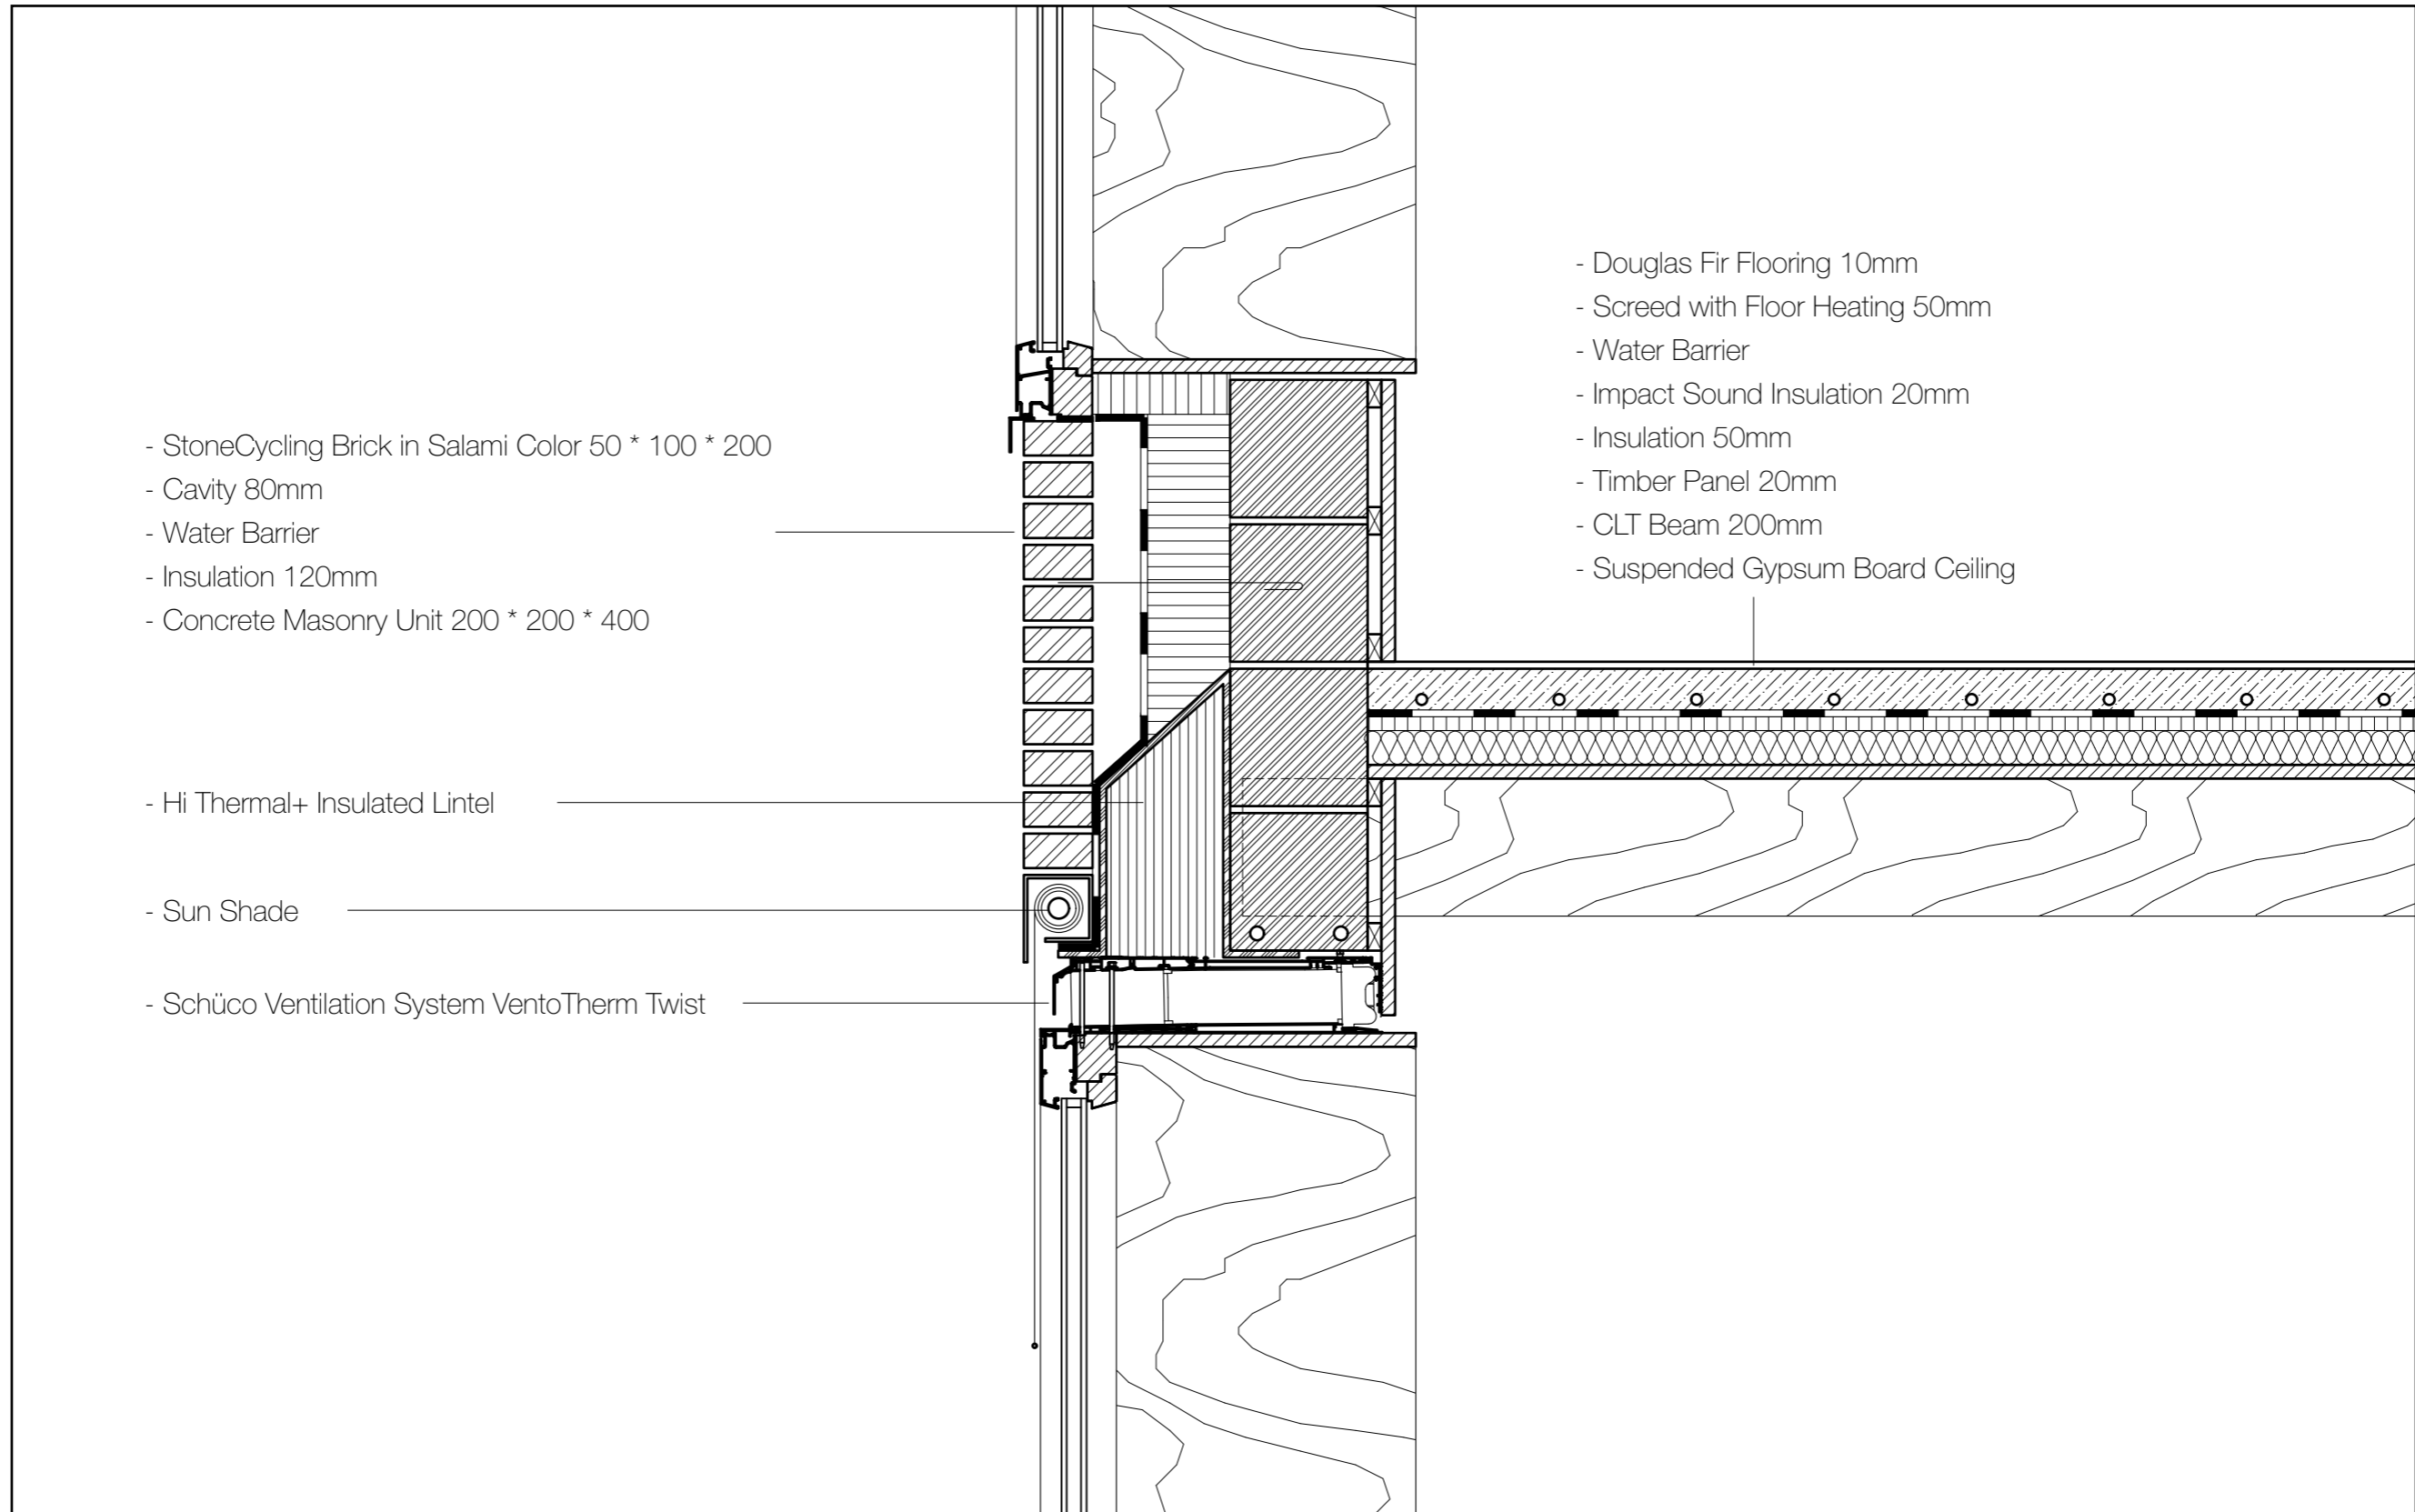 - StoneCycling Brick in Salami Color 50 * 100 * 200
- Cavity 80mm
- Water Barrier
- Insulation 120mm
- Concrete Masonry Unit 200 * 200 * 400
- Hi Thermal+ Insulated Lintel
- Sun Shade
- Schüco Ventilation System VentoTherm Twist
- Douglas Fir Flooring 10mm
- Screed with Floor Heating 50mm
- Water Barrier
- Impact Sound Insulation 20mm
- Insulation 50mm
- Timber Panel 20mm
- CLT Beam 200mm
- Suspended Gypsum Board Ceiling